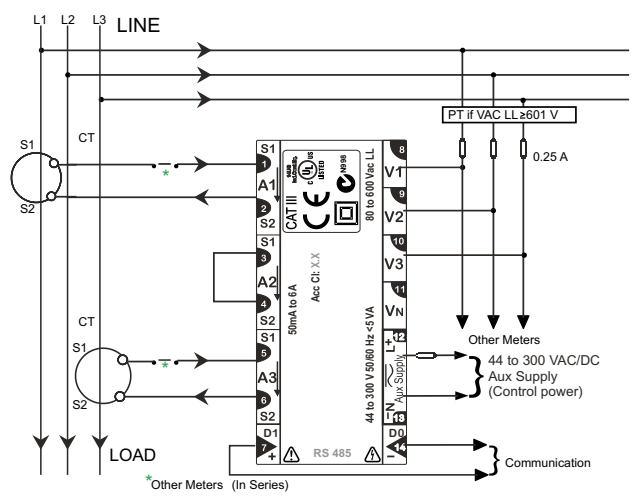 L1 L2 L3 LINE
PT if VAC LL≥601 V
0.25 A
CT
S1
S2
CT
S1
S2
S1
1
A1
2
S2
S1
3
A2
4
S2
S1
5
A3
6
S2
D1
7
+
CAT III
C UL US
LISTED
CE
N998
80 to 600 Vac LL
50mA to 6A
Acc Cl: X.X
44 to 300 V 50/60 Hz <5 VA
RS 485
8
V1
9
V2
10
V3
11
VN
12
L+
Aux Supply
−N
13
D0
14
−
Other Meters
44 to 300 VAC/DC
Aux Supply
(Control power)
Communication
LOAD
*
*
*Other Meters (In Series)